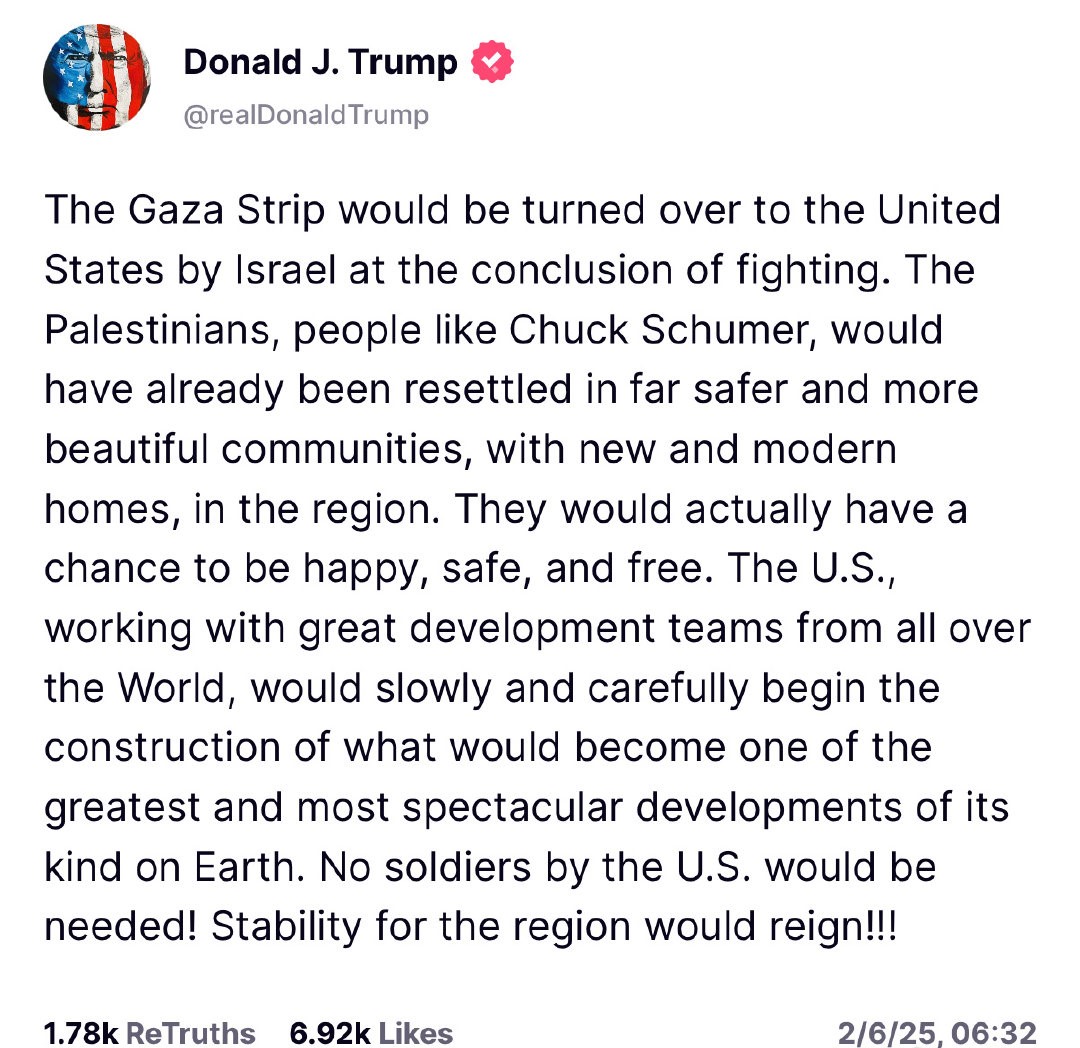 Donald J. Trump
@realDonaldTrump
The Gaza Strip would be turned over to the United
States by Israel at the conclusion of fighting. The
Palestinians, people like Chuck Schumer, would
have already been resettled in far safer and more
beautiful communities, with new and modern
homes, in the region. They would actually have a
chance to be happy, safe, and free. The U.S.,
working with great development teams from all over
the World, would slowly and carefully begin the
construction of what would become one of the
greatest and most spectacular developments of its
kind on Earth. No soldiers by the U.S. would be
needed! Stability for the region would reign!!!
1.78k ReTruths 6.92k Likes 2/6/25, 06:32